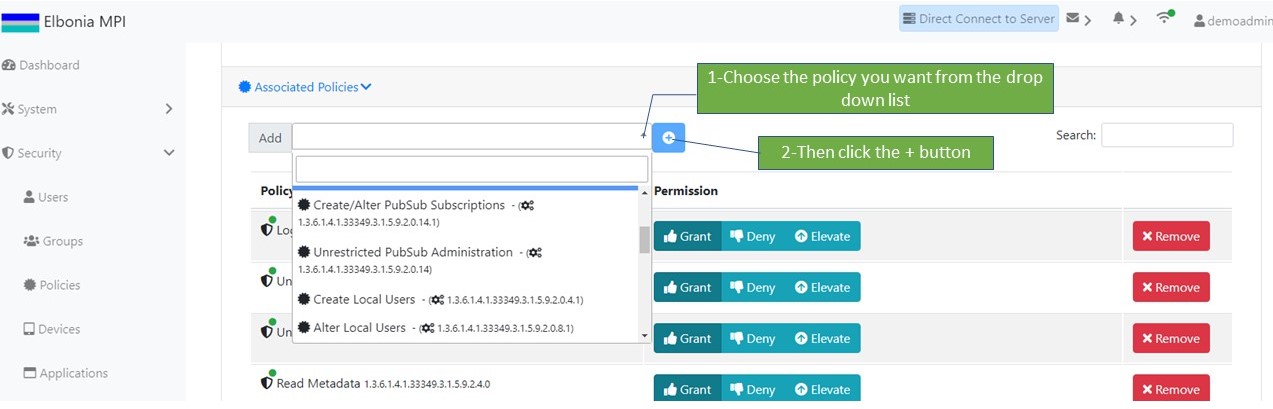 Elbonia MPI
Direct Connect to Server
demoadmin
Dashboard
System
Security
Users
Groups
Policies
Devices
Applications
Associated Policies
1-Choose the policy you want from the drop
down list
Add
Search:
2-Then click the + button
Policy
Permission
Create/Alter PubSub Subscriptions - (
1.3.6.1.4.1.33349.3.1.5.9.2.0.14.1)
Unrestricted PubSub Administration - (
1.3.6.1.4.1.33349.3.1.5.9.2.0.14)
Create Local Users - ( 1.3.6.1.4.1.33349.3.1.5.9.2.0.4.1)
Alter Local Users - ( 1.3.6.1.4.1.33349.3.1.5.9.2.0.8.1)
Grant Deny Elevate Remove
Un
Grant Deny Elevate Remove
Un
Grant Deny Elevate Remove
Read Metadata 1.3.6.1.4.1.33349.3.1.5.9.2.4.0
Grant Deny Elevate Remove